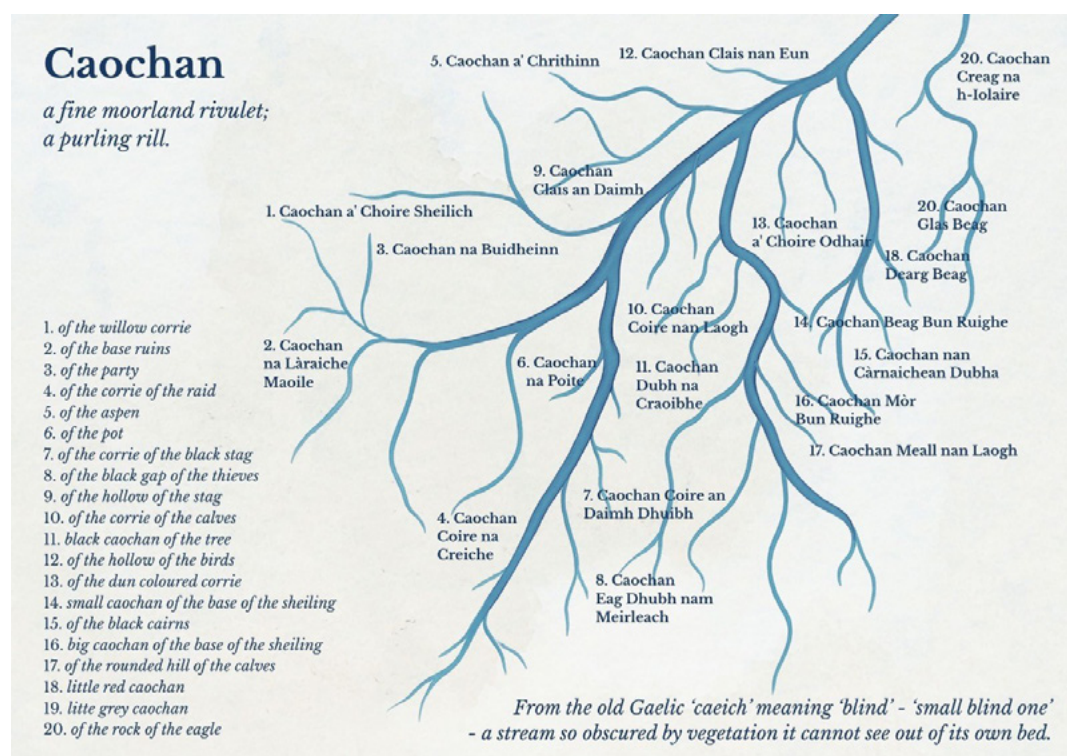 Caochan
a fine moorland rivulet;
a purling rill.
5. Caochan a' Chrithinn
12. Caochan Clais nan Eun
20. Caochan
Creag na
h-Iolaire
9. Caochan
Clais an Daimh
1. Caochan a' Choire Sheilich
3. Caochan na Buidheinn
13. Caochan
a' Choire Odhair
20. Caochan
Glas Beag
18. Caochan
Dearg Beag
10. Caochan
Coire nan Laogh
14. Caochan Beag Bun Ruighe
2. Caochan
na Làraiche
Maoile
6. Caochan
na Poite
11. Caochan
Dubh na
Craoibhe
15. Caochan nan
Càrnaichean Dubha
16. Caochan Mòr
Bun Ruighe
17. Caochan Meall nan Laogh
4. Caochan
Coire na
Creiche
7. Caochan Coire an
Daimh Dhuibh
8. Caochan
Eag Dhubh nam
Meirleach
1. of the willow corrie
2. of the base ruins
3. of the party
4. of the corrie of the raid
5. of the aspen
6. of the pot
7. of the corrie of the black stag
8. of the black gap of the thieves
9. of the hollow of the stag
10. of the corrie of the calves
11. black caochan of the tree
12. of the hollow of the birds
13. of the dun coloured corrie
14. small caochan of the base of the sheiling
15. of the black cairns
16. big caochan of the base of the sheiling
17. of the rounded hill of the calves
18. little red caochan
19. litte grey caochan
20. of the rock of the eagle
From the old Gaelic ‘caeich’ meaning ‘blind’ - ‘small blind one’
- a stream so obscured by vegetation it cannot see out of its own bed.